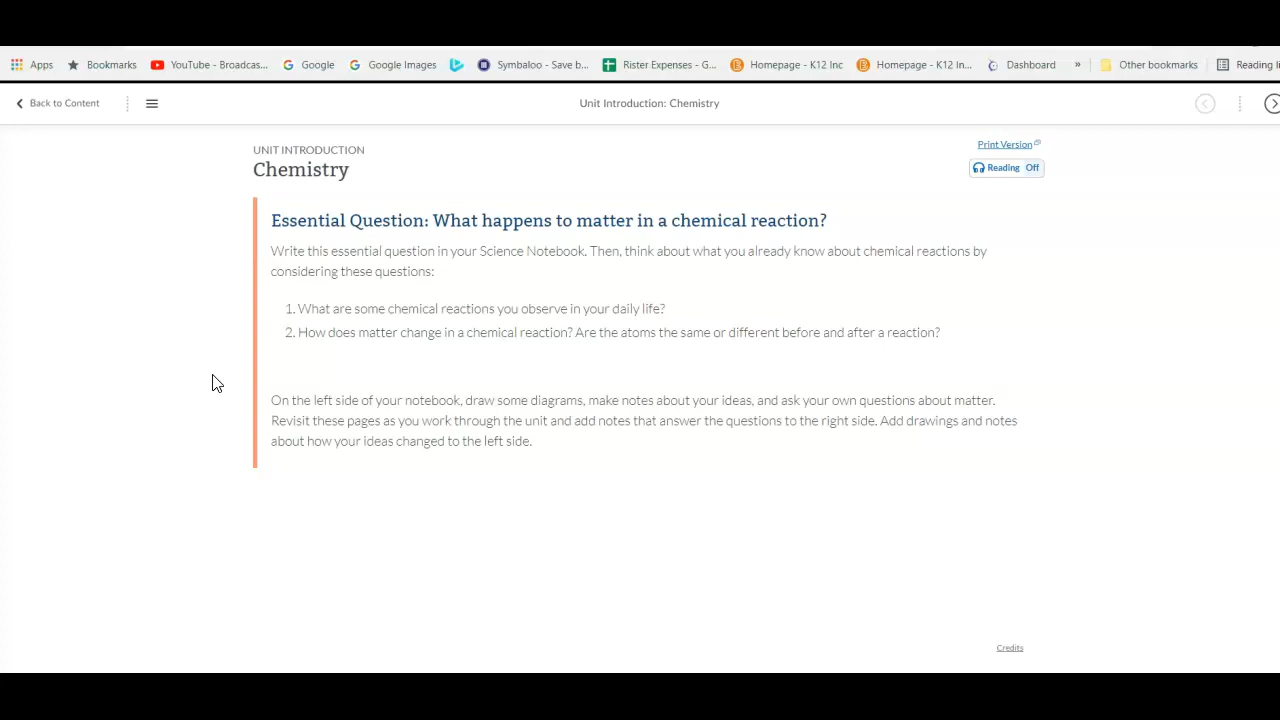 Apps Bookmarks YouTube - Broadcas... Google Google Images Symbaloo - Save b... Rister Expenses - G... Homepage - K12 Inc Homepage - K12 In... Dashboard » Other bookmarks Reading li
Back to Content Unit Introduction: Chemistry
UNIT INTRODUCTION
Print Version
Chemistry
Reading Off
Essential Question: What happens to matter in a chemical reaction?
Write this essential question in your Science Notebook. Then, think about what you already know about chemical reactions by
considering these questions:
1. What are some chemical reactions you observe in your daily life?
2. How does matter change in a chemical reaction? Are the atoms the same or different before and after a reaction?
On the left side of your notebook, draw some diagrams, make notes about your ideas, and ask your own questions about matter.
Revisit these pages as you work through the unit and add notes that answer the questions to the right side. Add drawings and notes
about how your ideas changed to the left side.
Credits